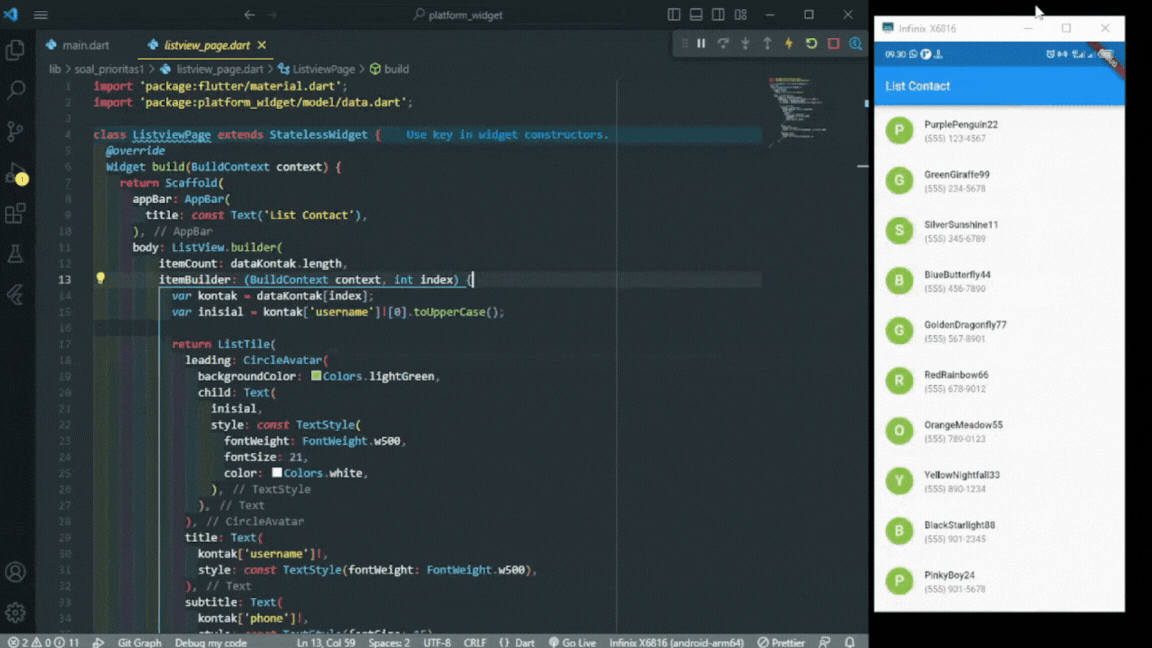 platform_widget
main.dart
listview_page.dart
lib > soal_prioritas1 > listview_page.dart > ListviewPage > build
1 import 'package:flutter/material.dart';
2 import 'package:platform_widget/model/data.dart';
3
4 class ListviewPage extends StatelessWidget { Use key in widget constructors.
5 @override
6 Widget build(BuildContext context) {
7 return Scaffold(
8 appBar: AppBar(
9 title: const Text('List Contact'),
10 ), // AppBar
11 body: ListView.builder(
12 itemCount: dataKontak.length,
13 itemBuilder: (BuildContext context, int index) {
14 var kontak = dataKontak[index];
15 var inisial = kontak['username']![0].toUpperCase();
16
17 return ListTile(
18 leading: CircleAvatar(
19 backgroundColor: Colors.lightGreen,
20 child: Text(
21 inisial,
22 style: const TextStyle(
23 fontWeight: FontWeight.w500,
24 fontSize: 21,
25 color: Colors.white,
26 ), // TextStyle
27 ), // Text
28 ), // CircleAvatar
29 title: Text(
30 kontak['username']!,
31 style: const TextStyle(fontWeight: FontWeight.w500),
32 ), // Text
33 subtitle: Text(
34 kontak['phone']!,
1
2 0 11 Git Graph Debug my code Ln 13, Col 59 Spaces: 2 UTF-8 CRLF {} Dart Go Live Infinix X6816 (android-arm64) Prettier
Infinix X6816
09.30
List Contact
P PurplePenguin22
(555) 123-4567
G GreenGiraffe99
(555) 234-5678
S SilverSunshine11
(555) 345-6789
B BlueButterfly44
(555) 456-7890
G GoldenDragonfly77
(555) 567-8901
R RedRainbow66
(555) 678-9012
O OrangeMeadow55
(555) 789-0123
Y YellowNightfall33
(555) 890-1234
B BlackStarlight88
(555) 901-2345
P PinkyBoy24
(555) 901-5678